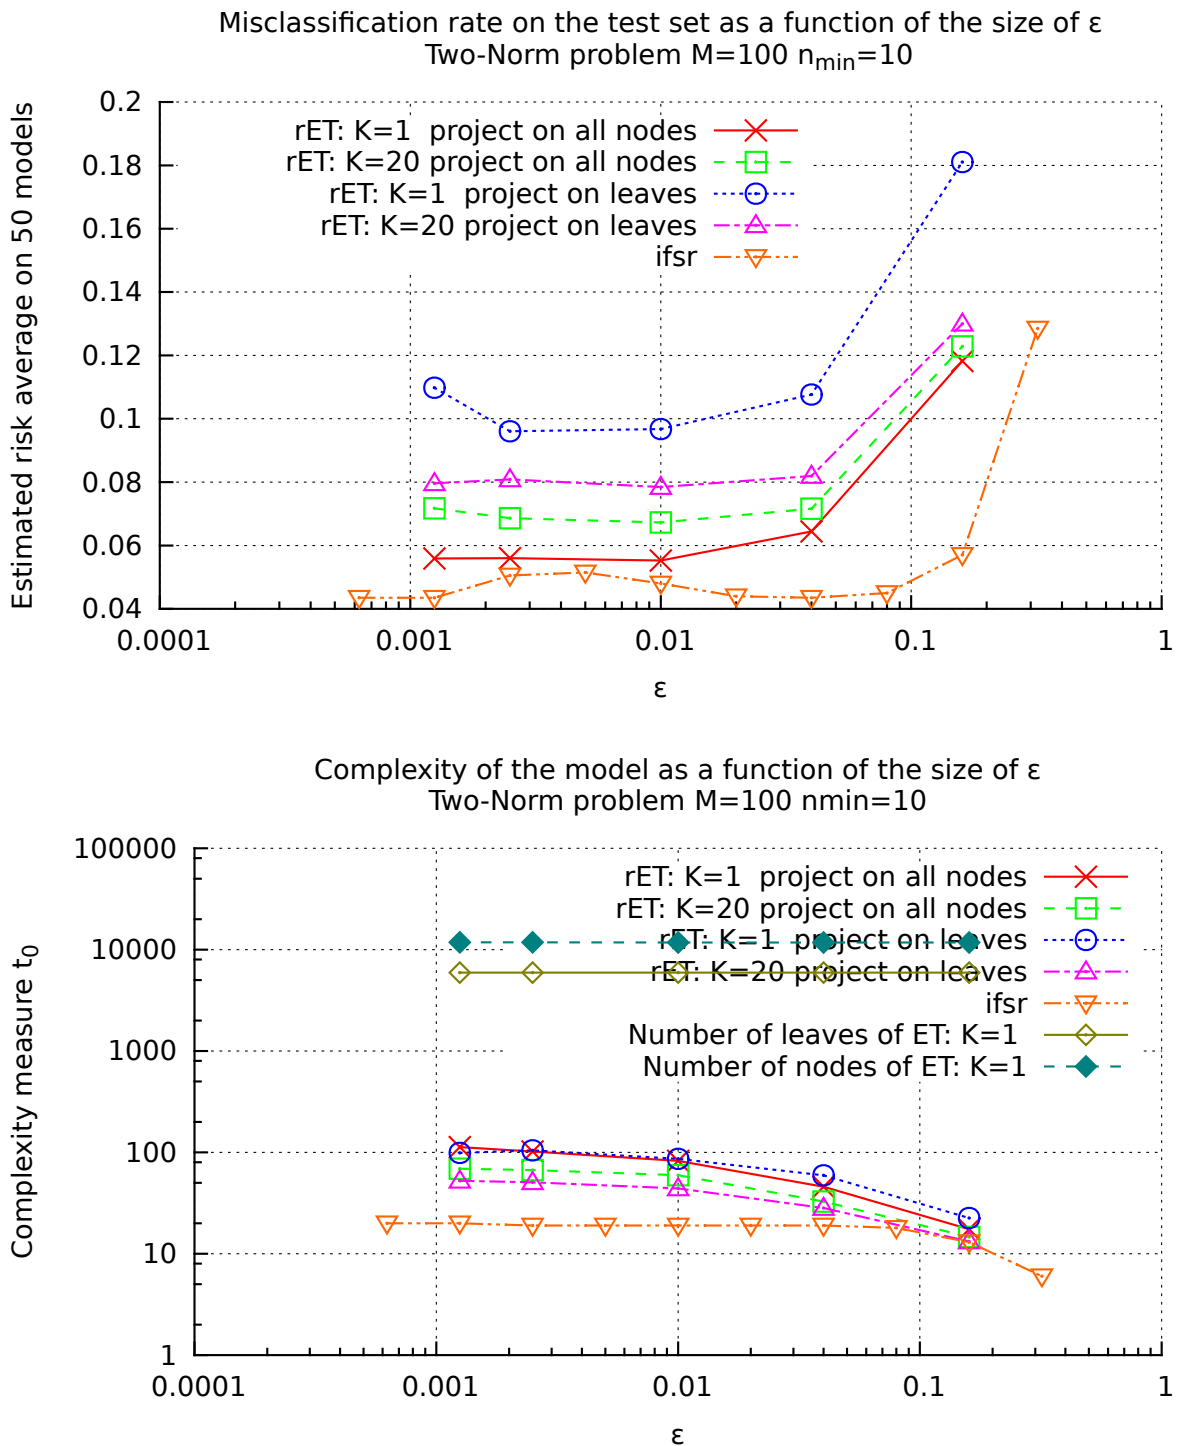 Misclassification rate on the test set as a function of the size of ε
Two-Norm problem M=100 n_min=10
Estimated risk average on 50 models
0.2
0.18
0.16
0.14
0.12
0.1
0.08
0.06
0.04
rET: K=1  project on all nodes
rET: K=20 project on all nodes
rET: K=1  project on leaves
rET: K=20 project on leaves
ifsr
0.0001 0.001 0.01 0.1 1
ε
Complexity of the model as a function of the size of ε
Two-Norm problem M=100 nmin=10
Complexity measure t_0
100000
10000
1000
100
10
1
rET: K=1  project on all nodes
rET: K=20 project on all nodes
rET: K=1  project on leaves
rET: K=20 project on leaves
ifsr
Number of leaves of ET: K=1
Number of nodes of ET: K=1
0.0001 0.001 0.01 0.1 1
ε